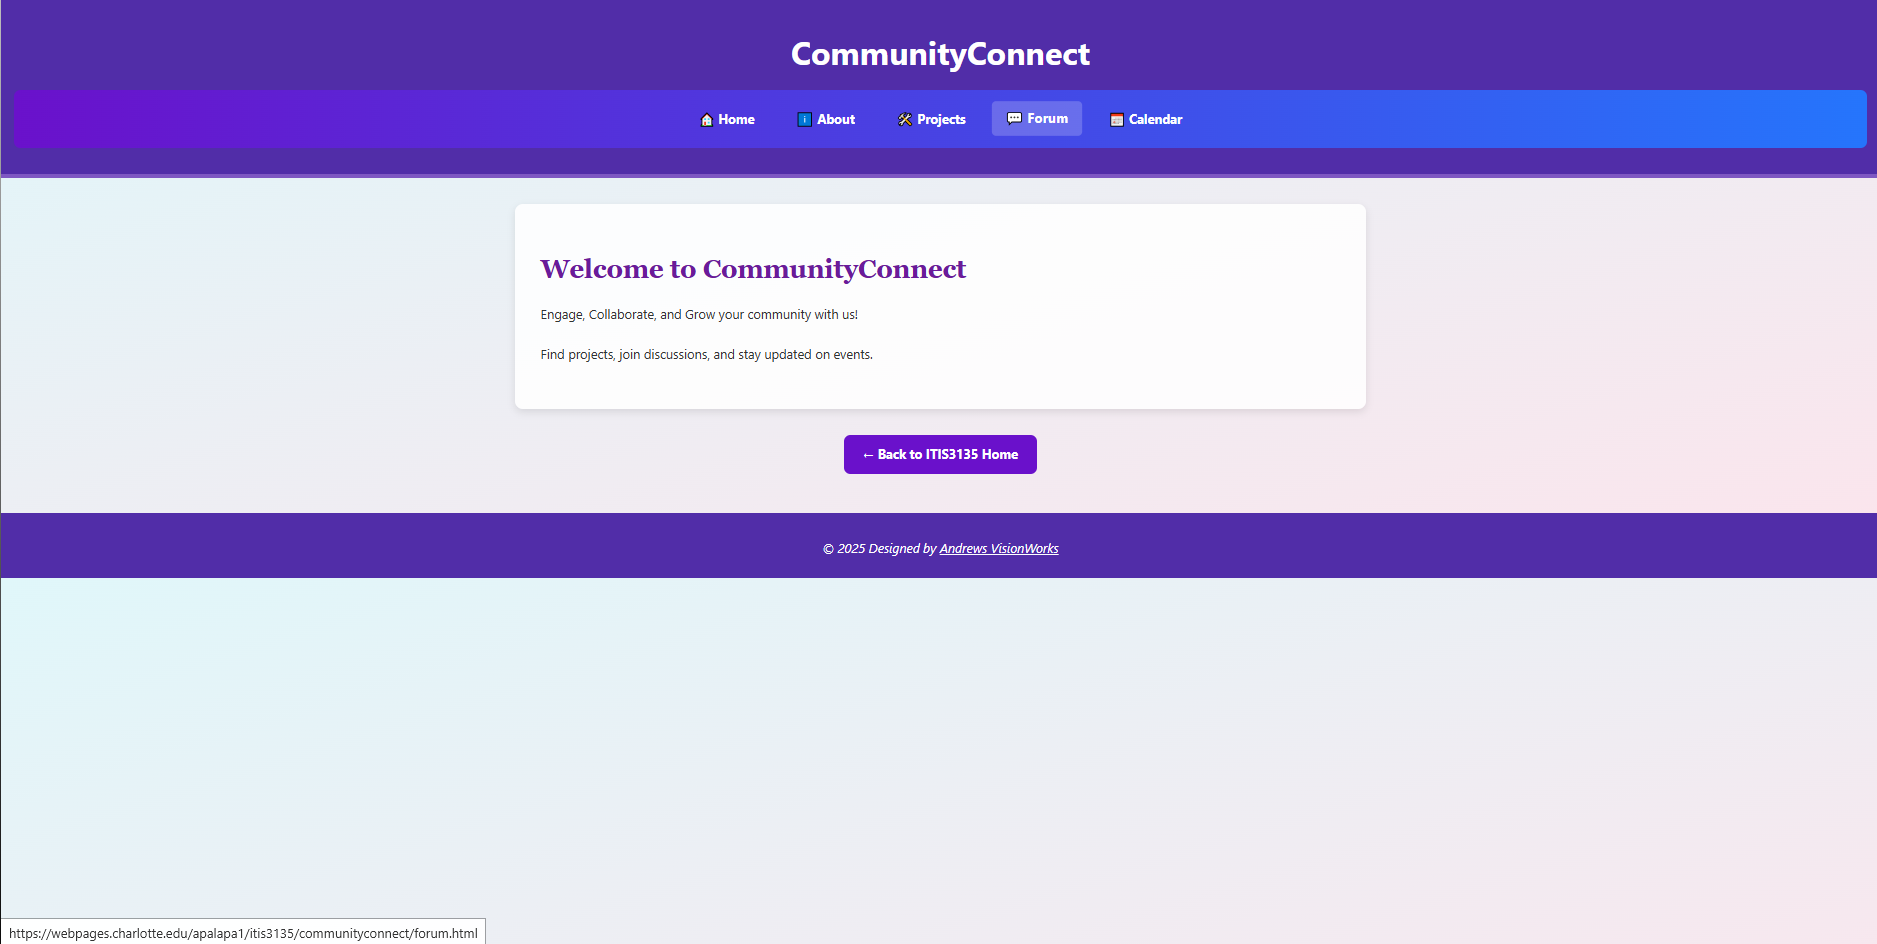 CommunityConnect
🏠 Home ℹ️ About 🛠️ Projects 💬 Forum 📅 Calendar
Welcome to CommunityConnect
Engage, Collaborate, and Grow your community with us!
Find projects, join discussions, and stay updated on events.
← Back to ITIS3135 Home
© 2025 Designed by Andrews VisionWorks
https://webpages.charlotte.edu/apalapa1/itis3135/communityconnect/forum.html